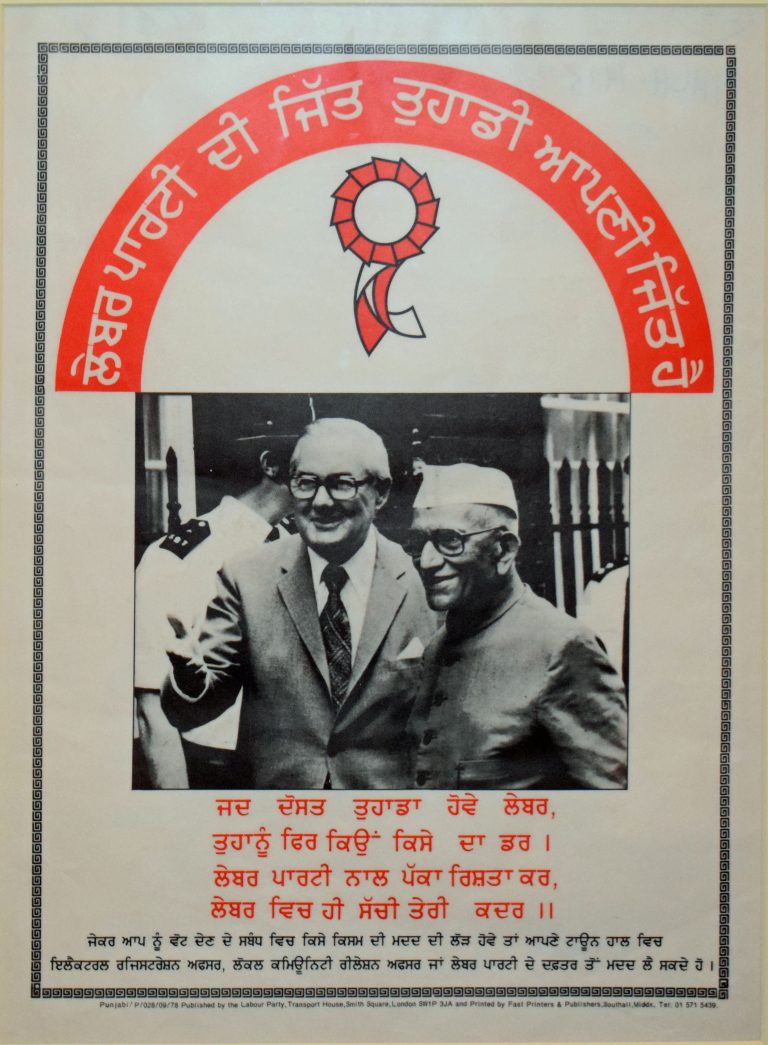 ਲੇਬਰ ਪਾਰਟੀ ਦੀ ਜਿੱਤ ਤੁਹਾਡੀ ਆਪਣੀ ਜਿੱਤ ਹੈ
ਜਦ ਦੋਸਤ ਤੁਹਾਡਾ ਹੋਵੇ ਲੇਬਰ,
ਤੁਹਾਨੂੰ ਫਿਰ ਕਿਉਂ ਕਿਸੇ ਦਾ ਡਰ ।
ਲੇਬਰ ਪਾਰਟੀ ਨਾਲ ਪੱਕਾ ਰਿਸ਼ਤਾ ਕਰ,
ਲੇਬਰ ਵਿਚ ਹੀ ਸੱਚੀ ਤੇਰੀ ਕਦਰ ।।
ਜੇਕਰ ਆਪ ਨੂੰ ਵੋਟ ਦੇਣ ਦੇ ਸਬੰਧ ਵਿਚ ਕਿਸੇ ਕਿਸਮ ਦੀ ਮਦਦ ਦੀ ਲੋੜ ਹੋਵੇ ਤਾਂ ਆਪਣੇ ਟਾਊਨ ਹਾਲ ਵਿਚ
ਇਲੈਕਟਰਲ ਰਜਿਸਟਰੇਸ਼ਨ ਅਫਸਰ, ਲੋਕਲ ਕਮਿਊਨਿਟੀ ਰੀਲੇਸ਼ਨ ਅਫਸਰ ਜਾਂ ਲੇਬਰ ਪਾਰਟੀ ਦੇ ਦਫ਼ਤਰ ਤੋਂ ਮਦਦ ਲੈ ਸਕਦੇ ਹੋ ।
Punjabi/P/028/09/78 Published by the Labour Party, Transport House, Smith Square, London SW1P 3JA and Printed by Fast Printers & Publishers, Southall, Middx. Tel: 01 571 5439.